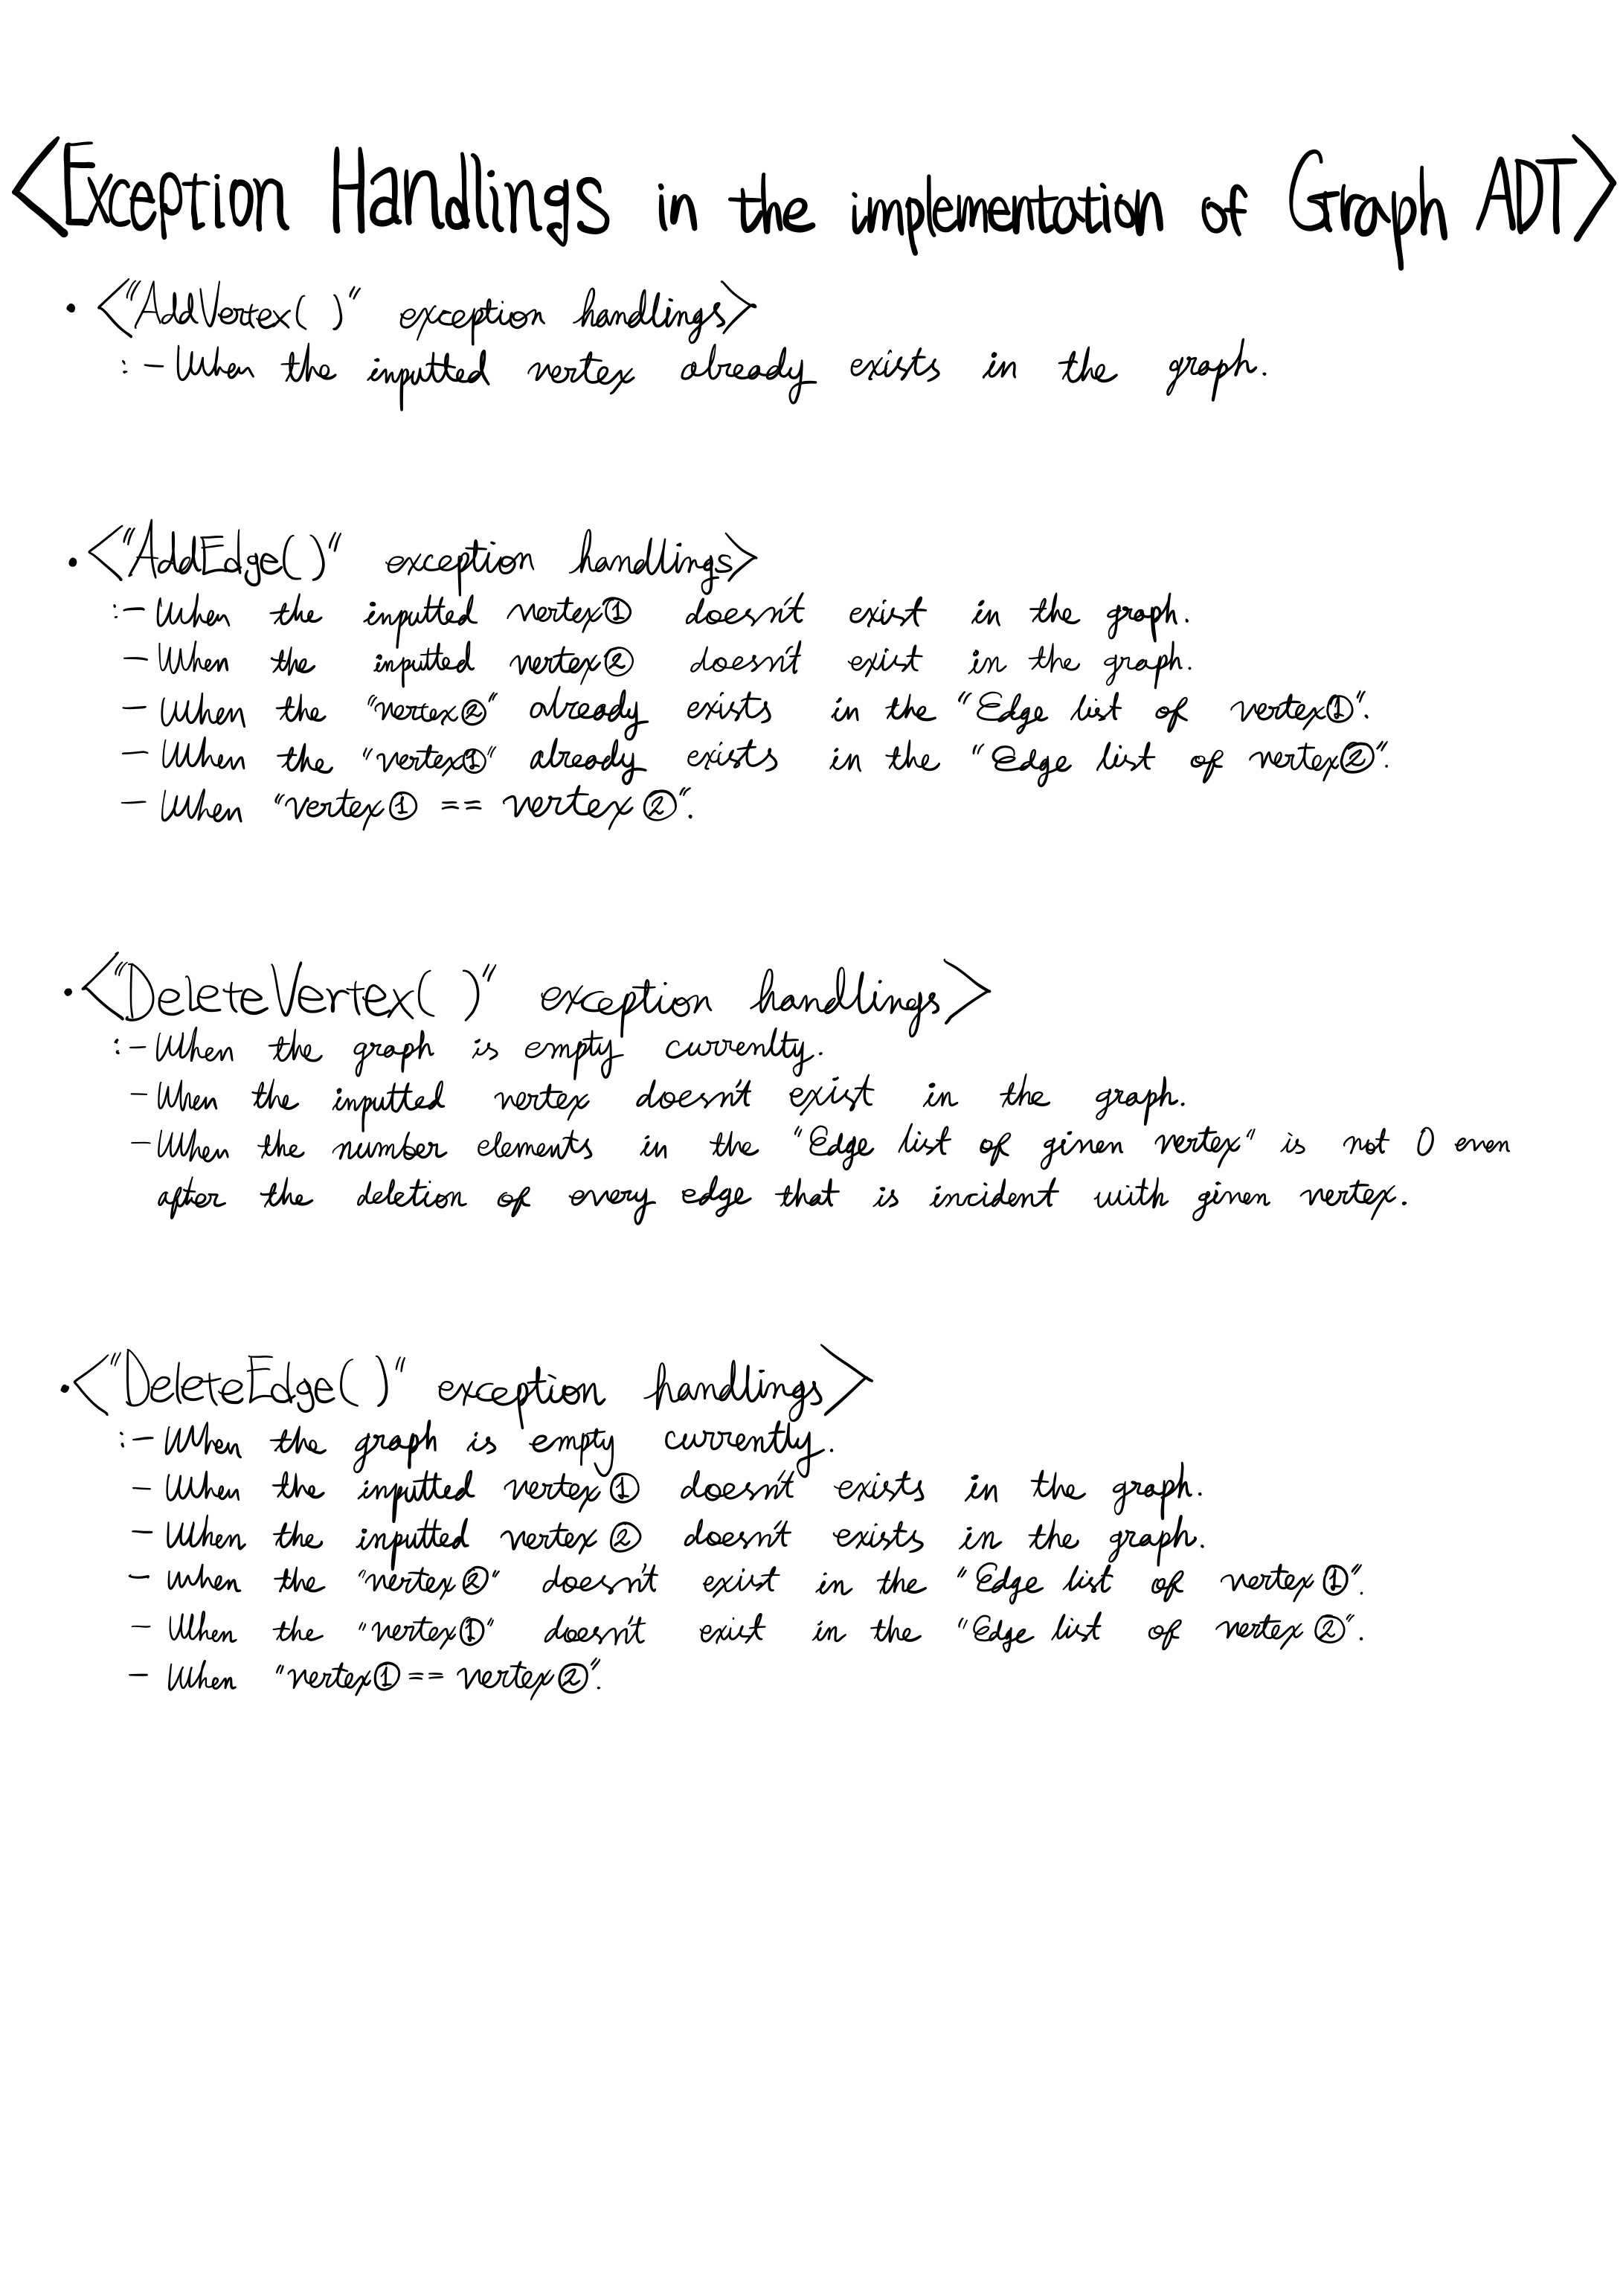 <Exception Handlings in the implementation of Graph ADT>
• <"AddVertex( )" exception handlings>
: - When the inputted vertex already exists in the graph.
• <"AddEdge( )" exception handlings>
: - When the inputted vertex① doesn't exist in the graph.
- When the inputted vertex② doesn't exist in the graph.
- When the "vertex②" already exists in the "Edge list of vertex①".
- When the "vertex①" already exists in the "Edge list of vertex②".
- When "vertex① == vertex②".
• <"DeleteVertex( )" exception handlings>
: - When the graph is empty currenlty.
- When the inputted vertex doesn't exist in the graph.
- When the number elements in the "Edge list of given vertex" is not 0 even
after the deletion of every edge that is incident with given vertex.
• <"DeleteEdge( )" exception handlings>
: - When the graph is empty currently.
- When the inputted vertex① doesn't exists in the graph.
- When the inputted vertex② doesn't exists in the graph.
- when the "vertex②" doesn't exist in the "Edge list of vertex①".
- When the "vertex①" doesn't exist in the "Edge list of vertex②".
- When "vertex① == vertex②".